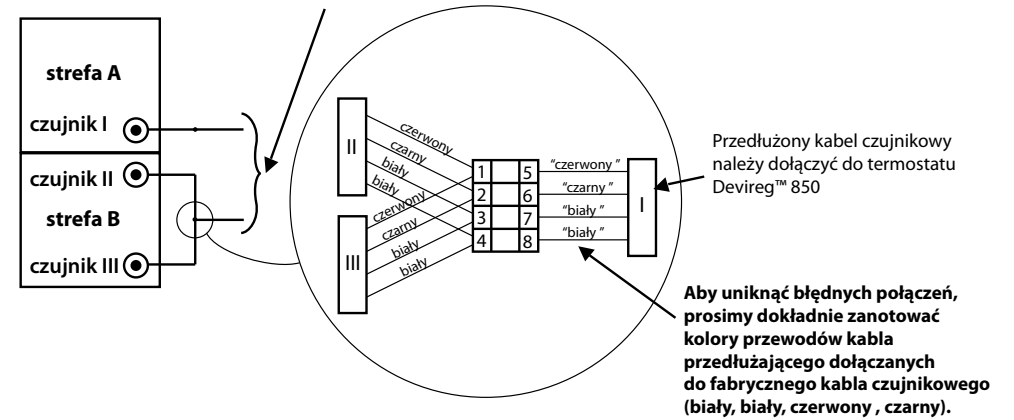 strefa A
czujnik I
czujnik II
strefa B
czujnik III
II
III
czerwony
czarny
biały
biały
czerwony
czarny
biały
biały
1 5
2 6
3 7
4 8
“czerwony ”
“czarny ”
“biały ”
“biały ”
I
Przedłużony kabel czujnikowy
należy dołączyć do termostatu
Devireg™ 850
Aby uniknąć błędnych połączeń,
prosimy dokładnie zanotować
kolory przewodów kabla
przedłużającego dołączanych
do fabrycznego kabla czujnikowego
(biały, biały, czerwony , czarny).